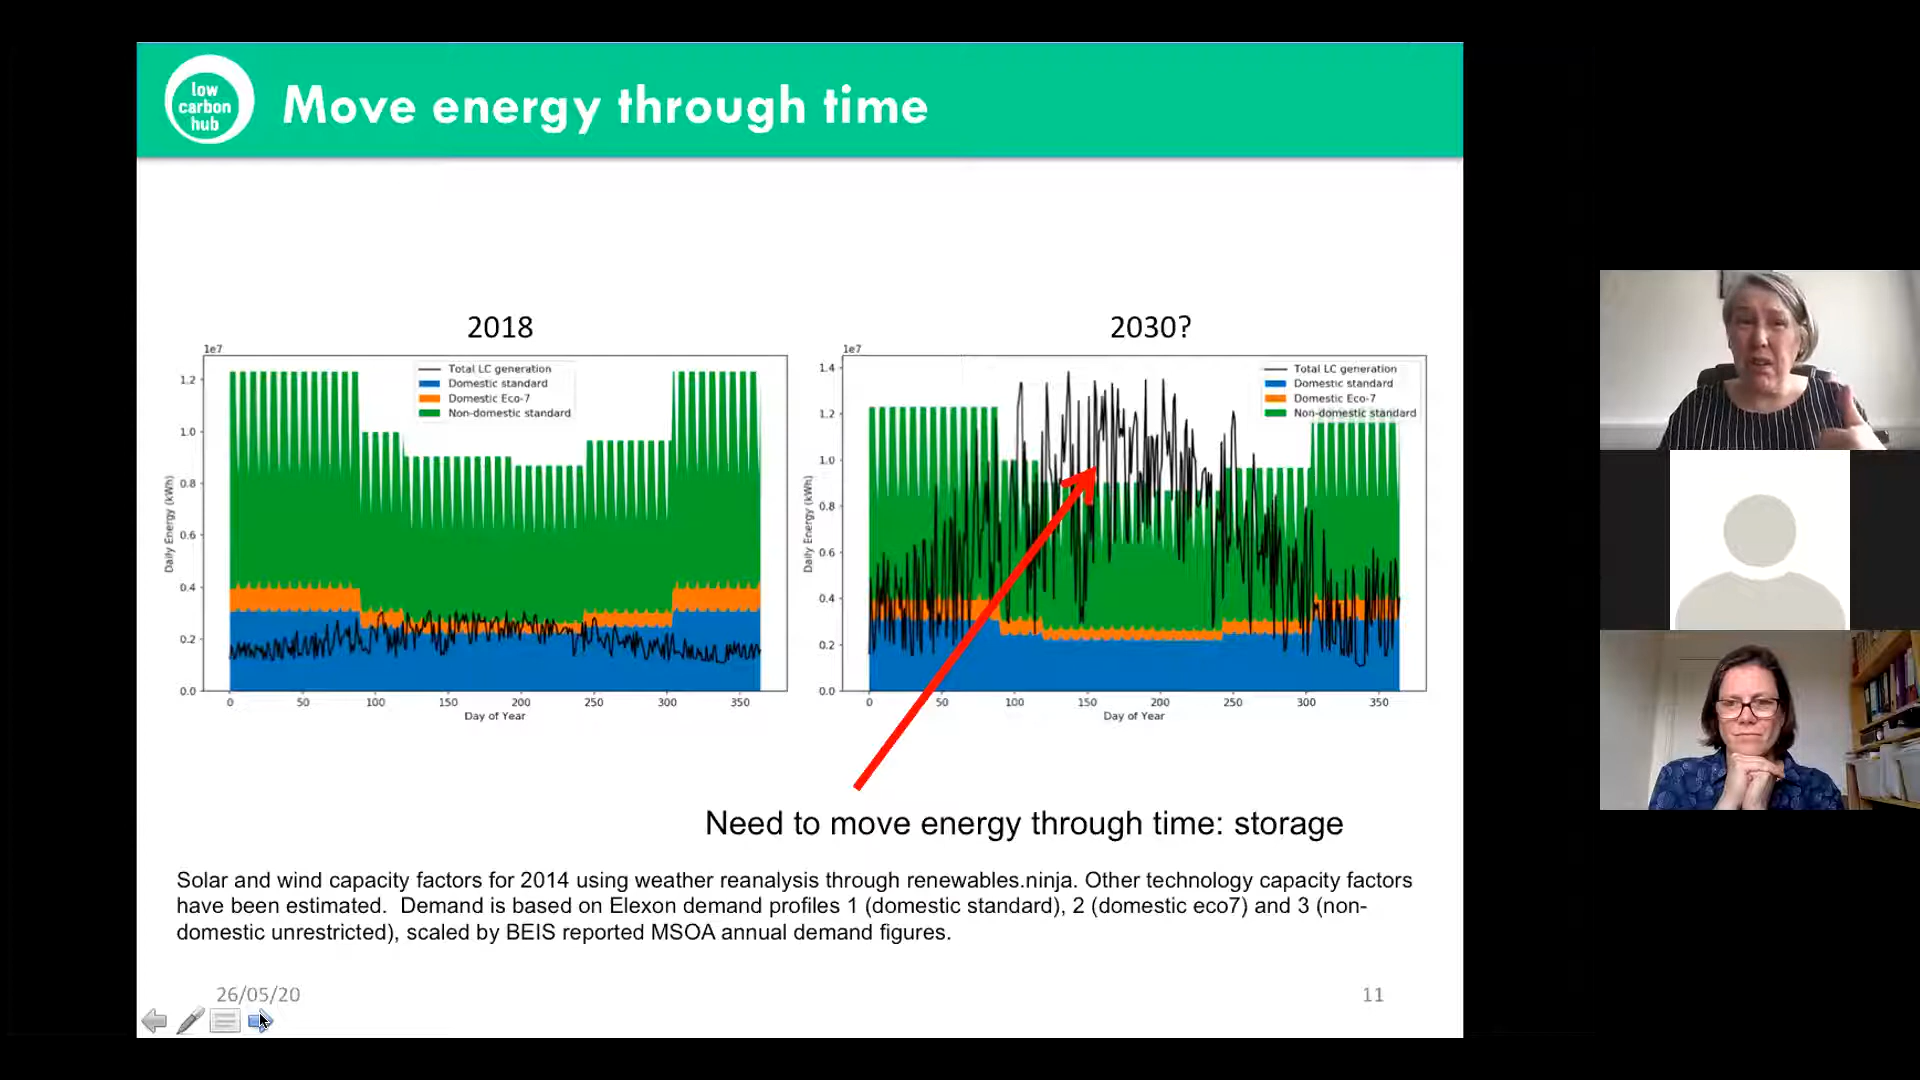 low
carbon
hub
Move energy through time
2018
1e7
Total LC generation
Domestic standard
Domestic Eco-7
Non-domestic standard
1.2
1.0
0.8
0.6
0.4
0.2
0.0
Daily Energy (kWh)
0 50 100 150 200 250 300 350
Day of Year
2030?
1e7
Total LC generation
Domestic standard
Domestic Eco-7
Non-domestic standard
1.4
1.2
1.0
0.8
0.6
0.4
0.2
0.0
Daily Energy (kWh)
0 50 100 150 200 250 300 350
Day of Year
Need to move energy through time: storage
Solar and wind capacity factors for 2014 using weather reanalysis through renewables.ninja. Other technology capacity factors
have been estimated. Demand is based on Elexon demand profiles 1 (domestic standard), 2 (domestic eco7) and 3 (non-
domestic unrestricted), scaled by BEIS reported MSOA annual demand figures.
26/05/20
11